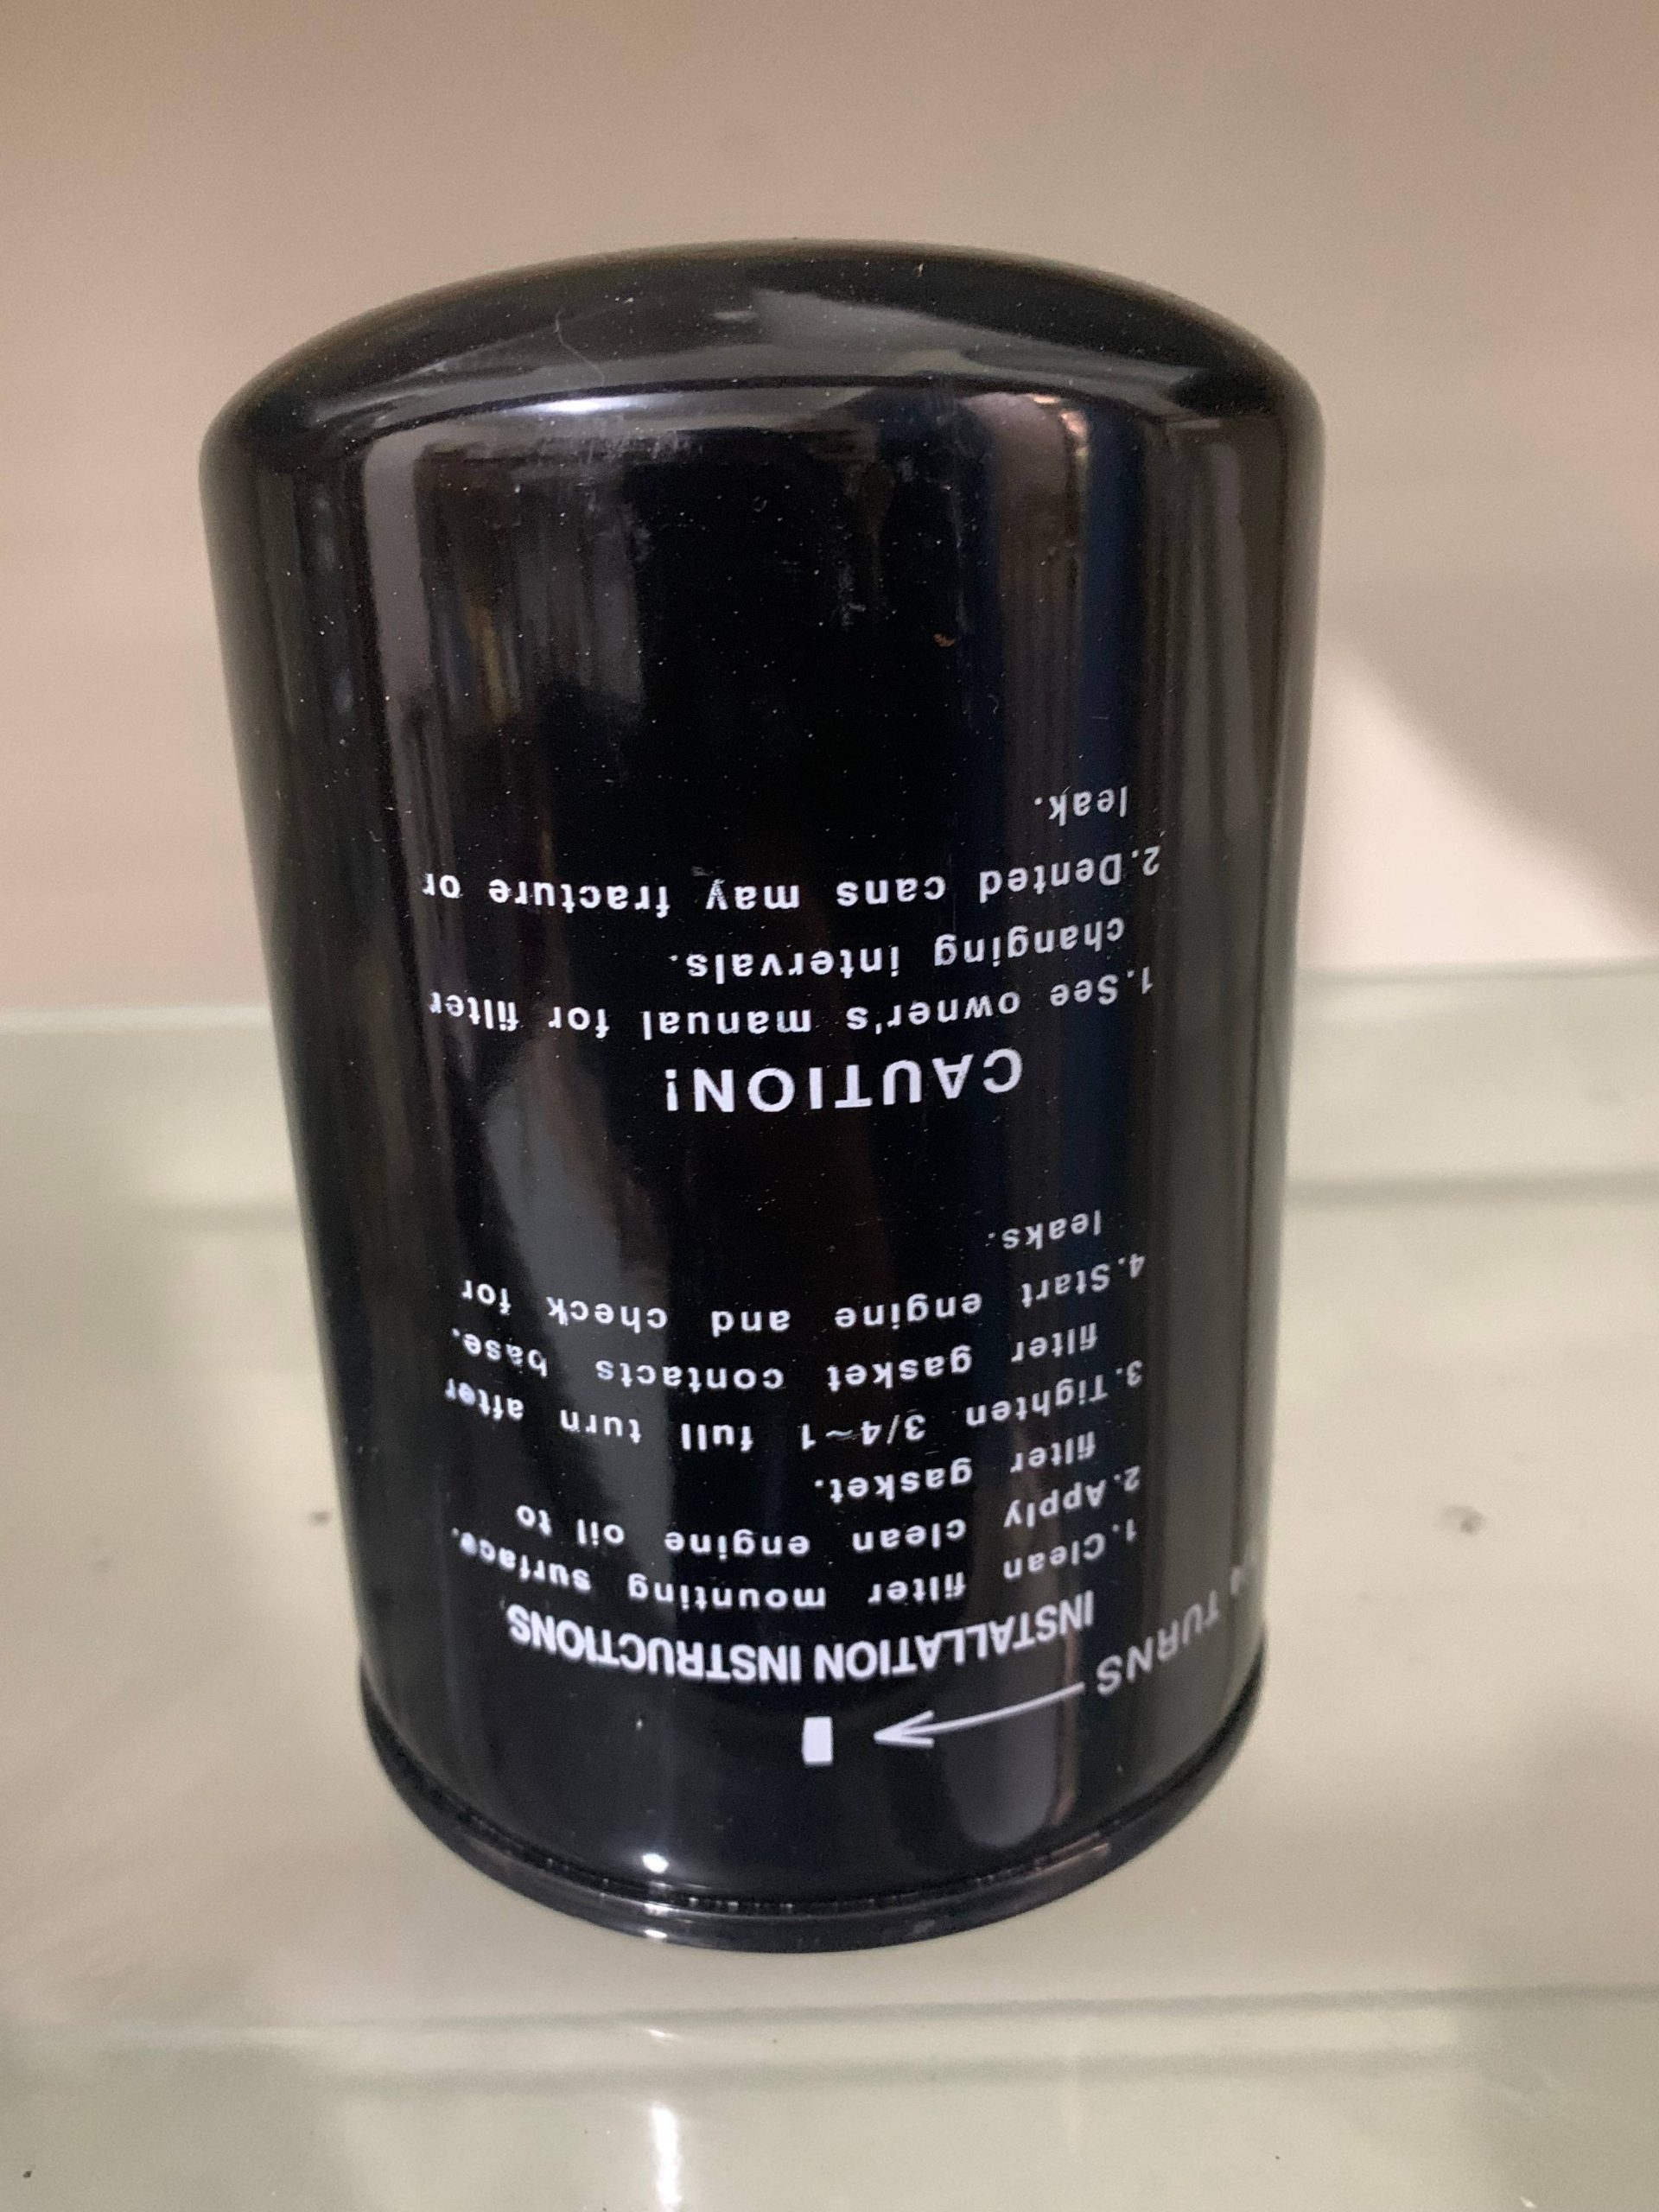 TURNS
INSTALLATION INSTRUCTIONS
1.Clean filter mounting surface.
2.Apply clean engine oil to
filter gasket.
3.Tighten 3/4~1 full turn after
filter gasket contacts base.
4.Start engine and check for
leaks.
CAUTION!
1.See owner's manual for filter
changing intervals.
2.Dented cans may fracture or
leak.